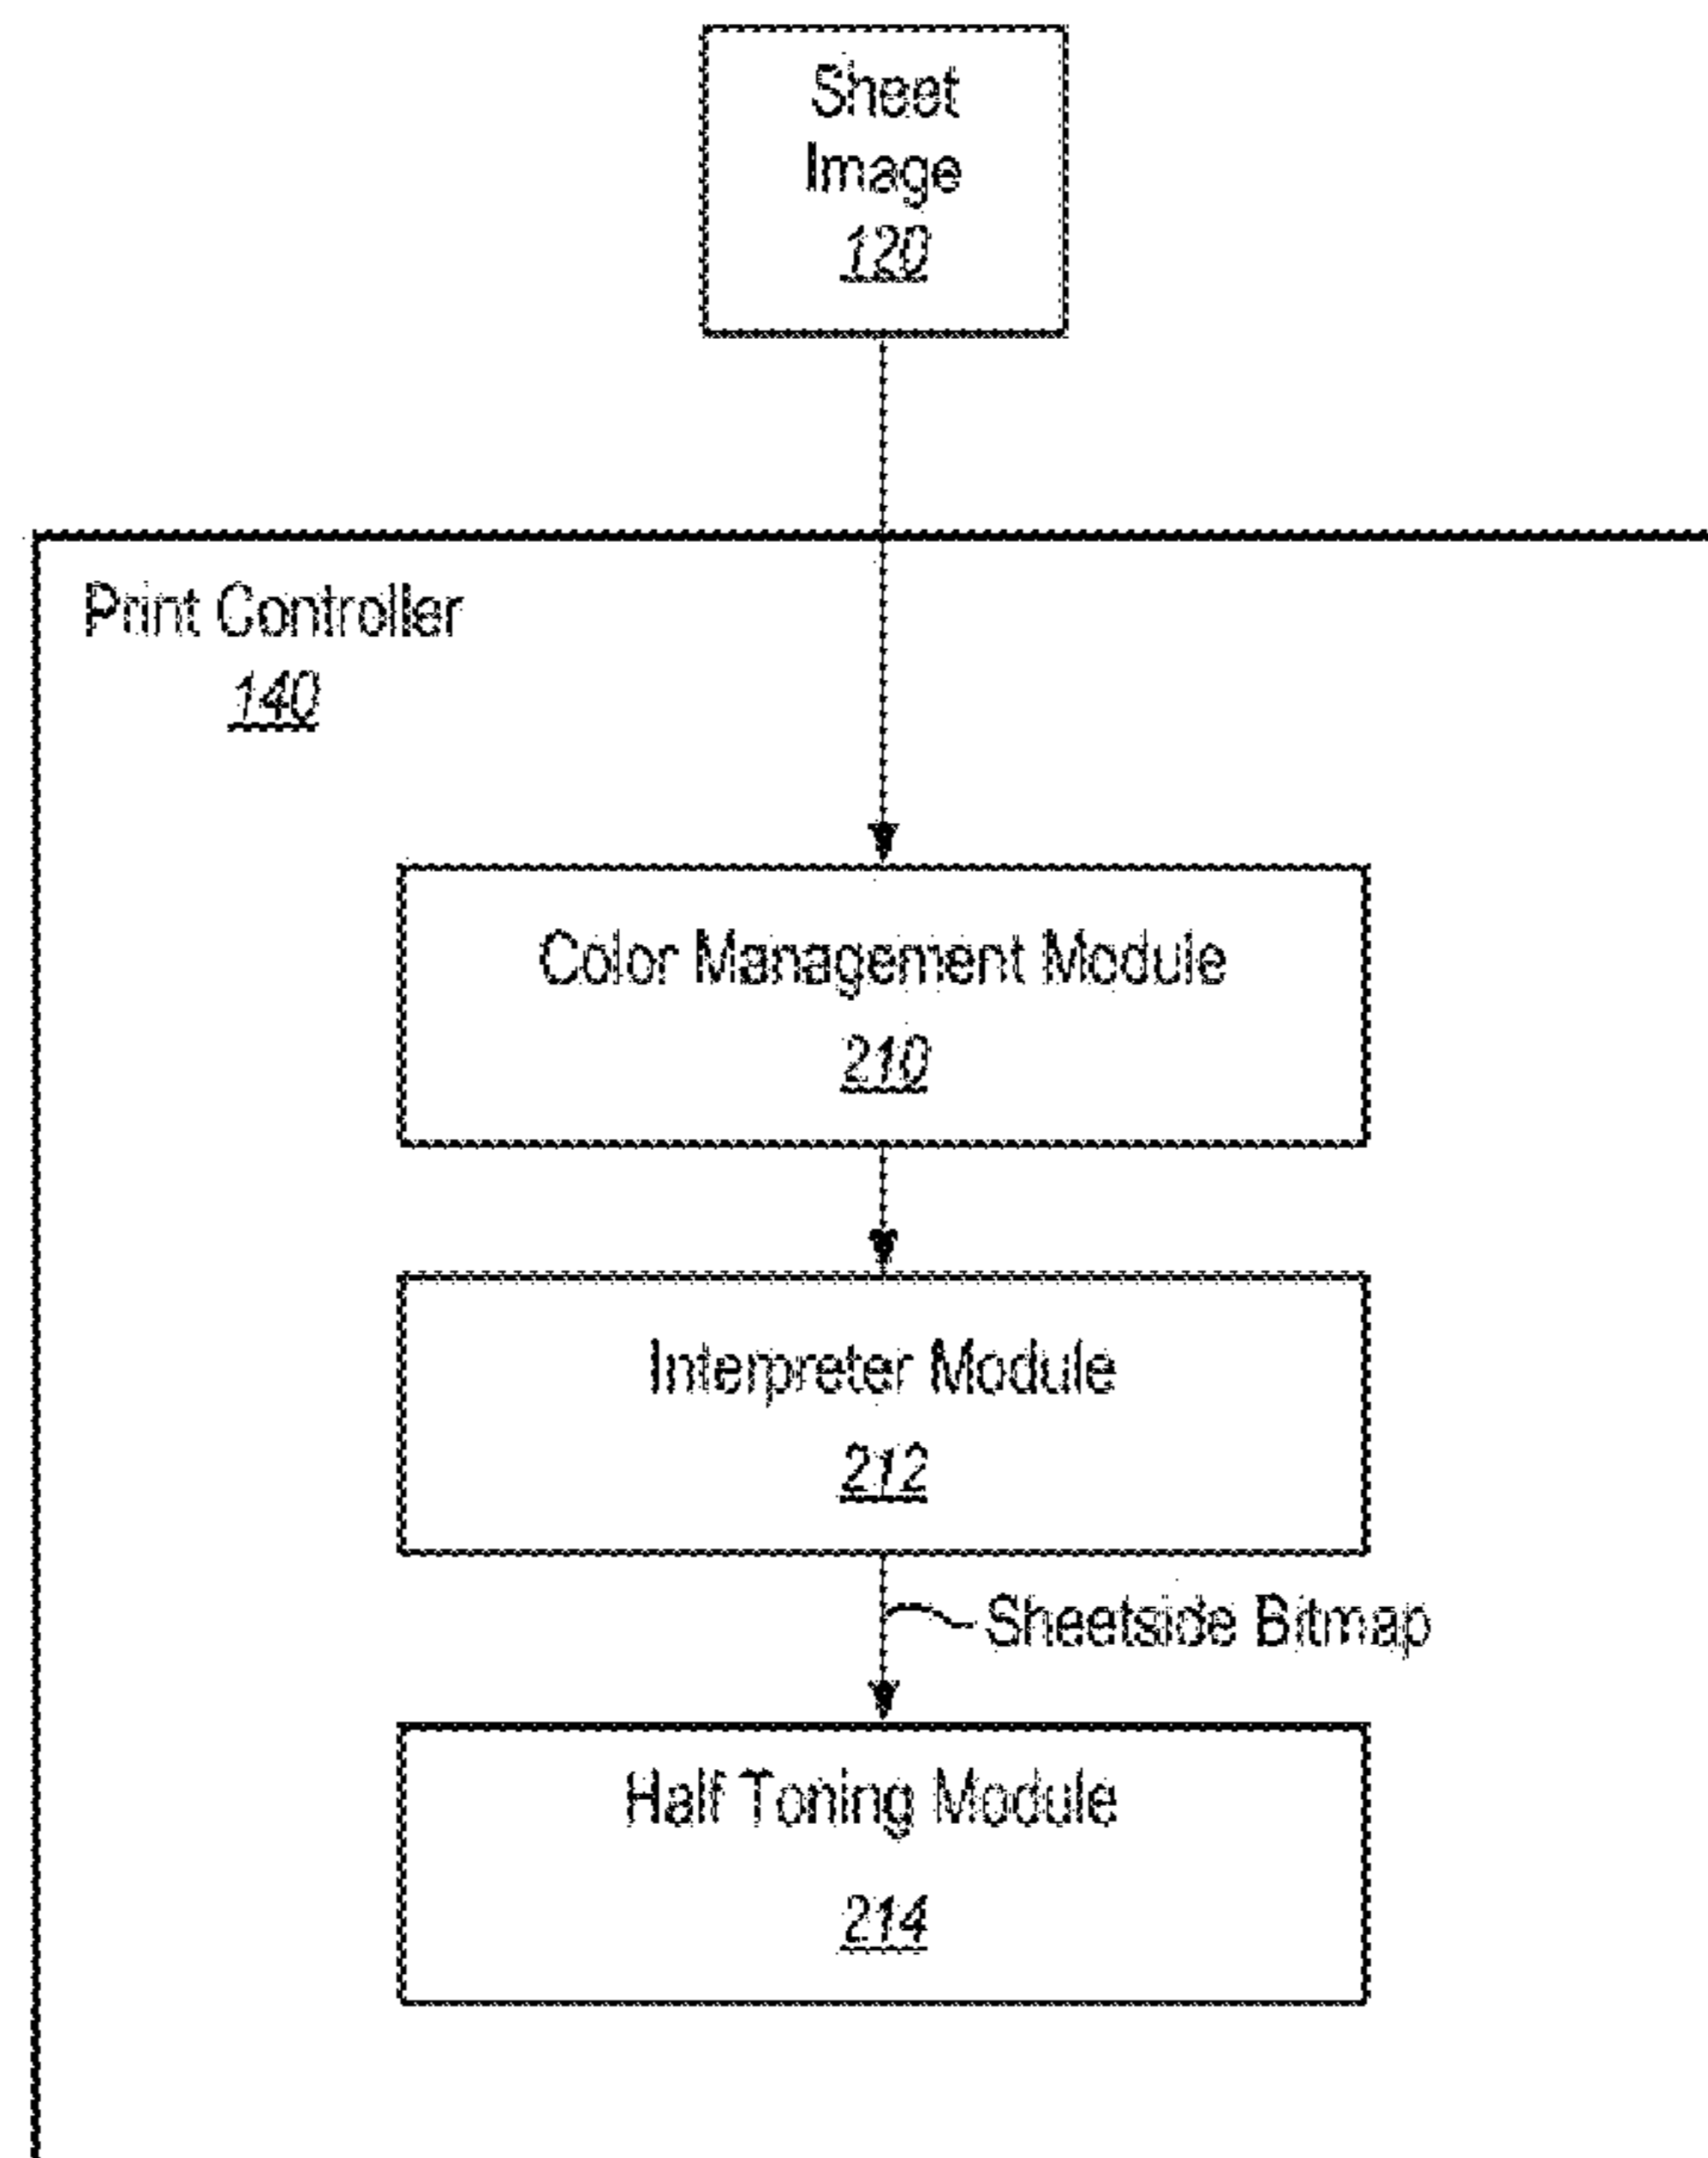 Sheet
Image
120
Print Controller
140
Color Management Module
210
Interpreter Module
212
Sheetside Bitmap
Half Toning Module
214